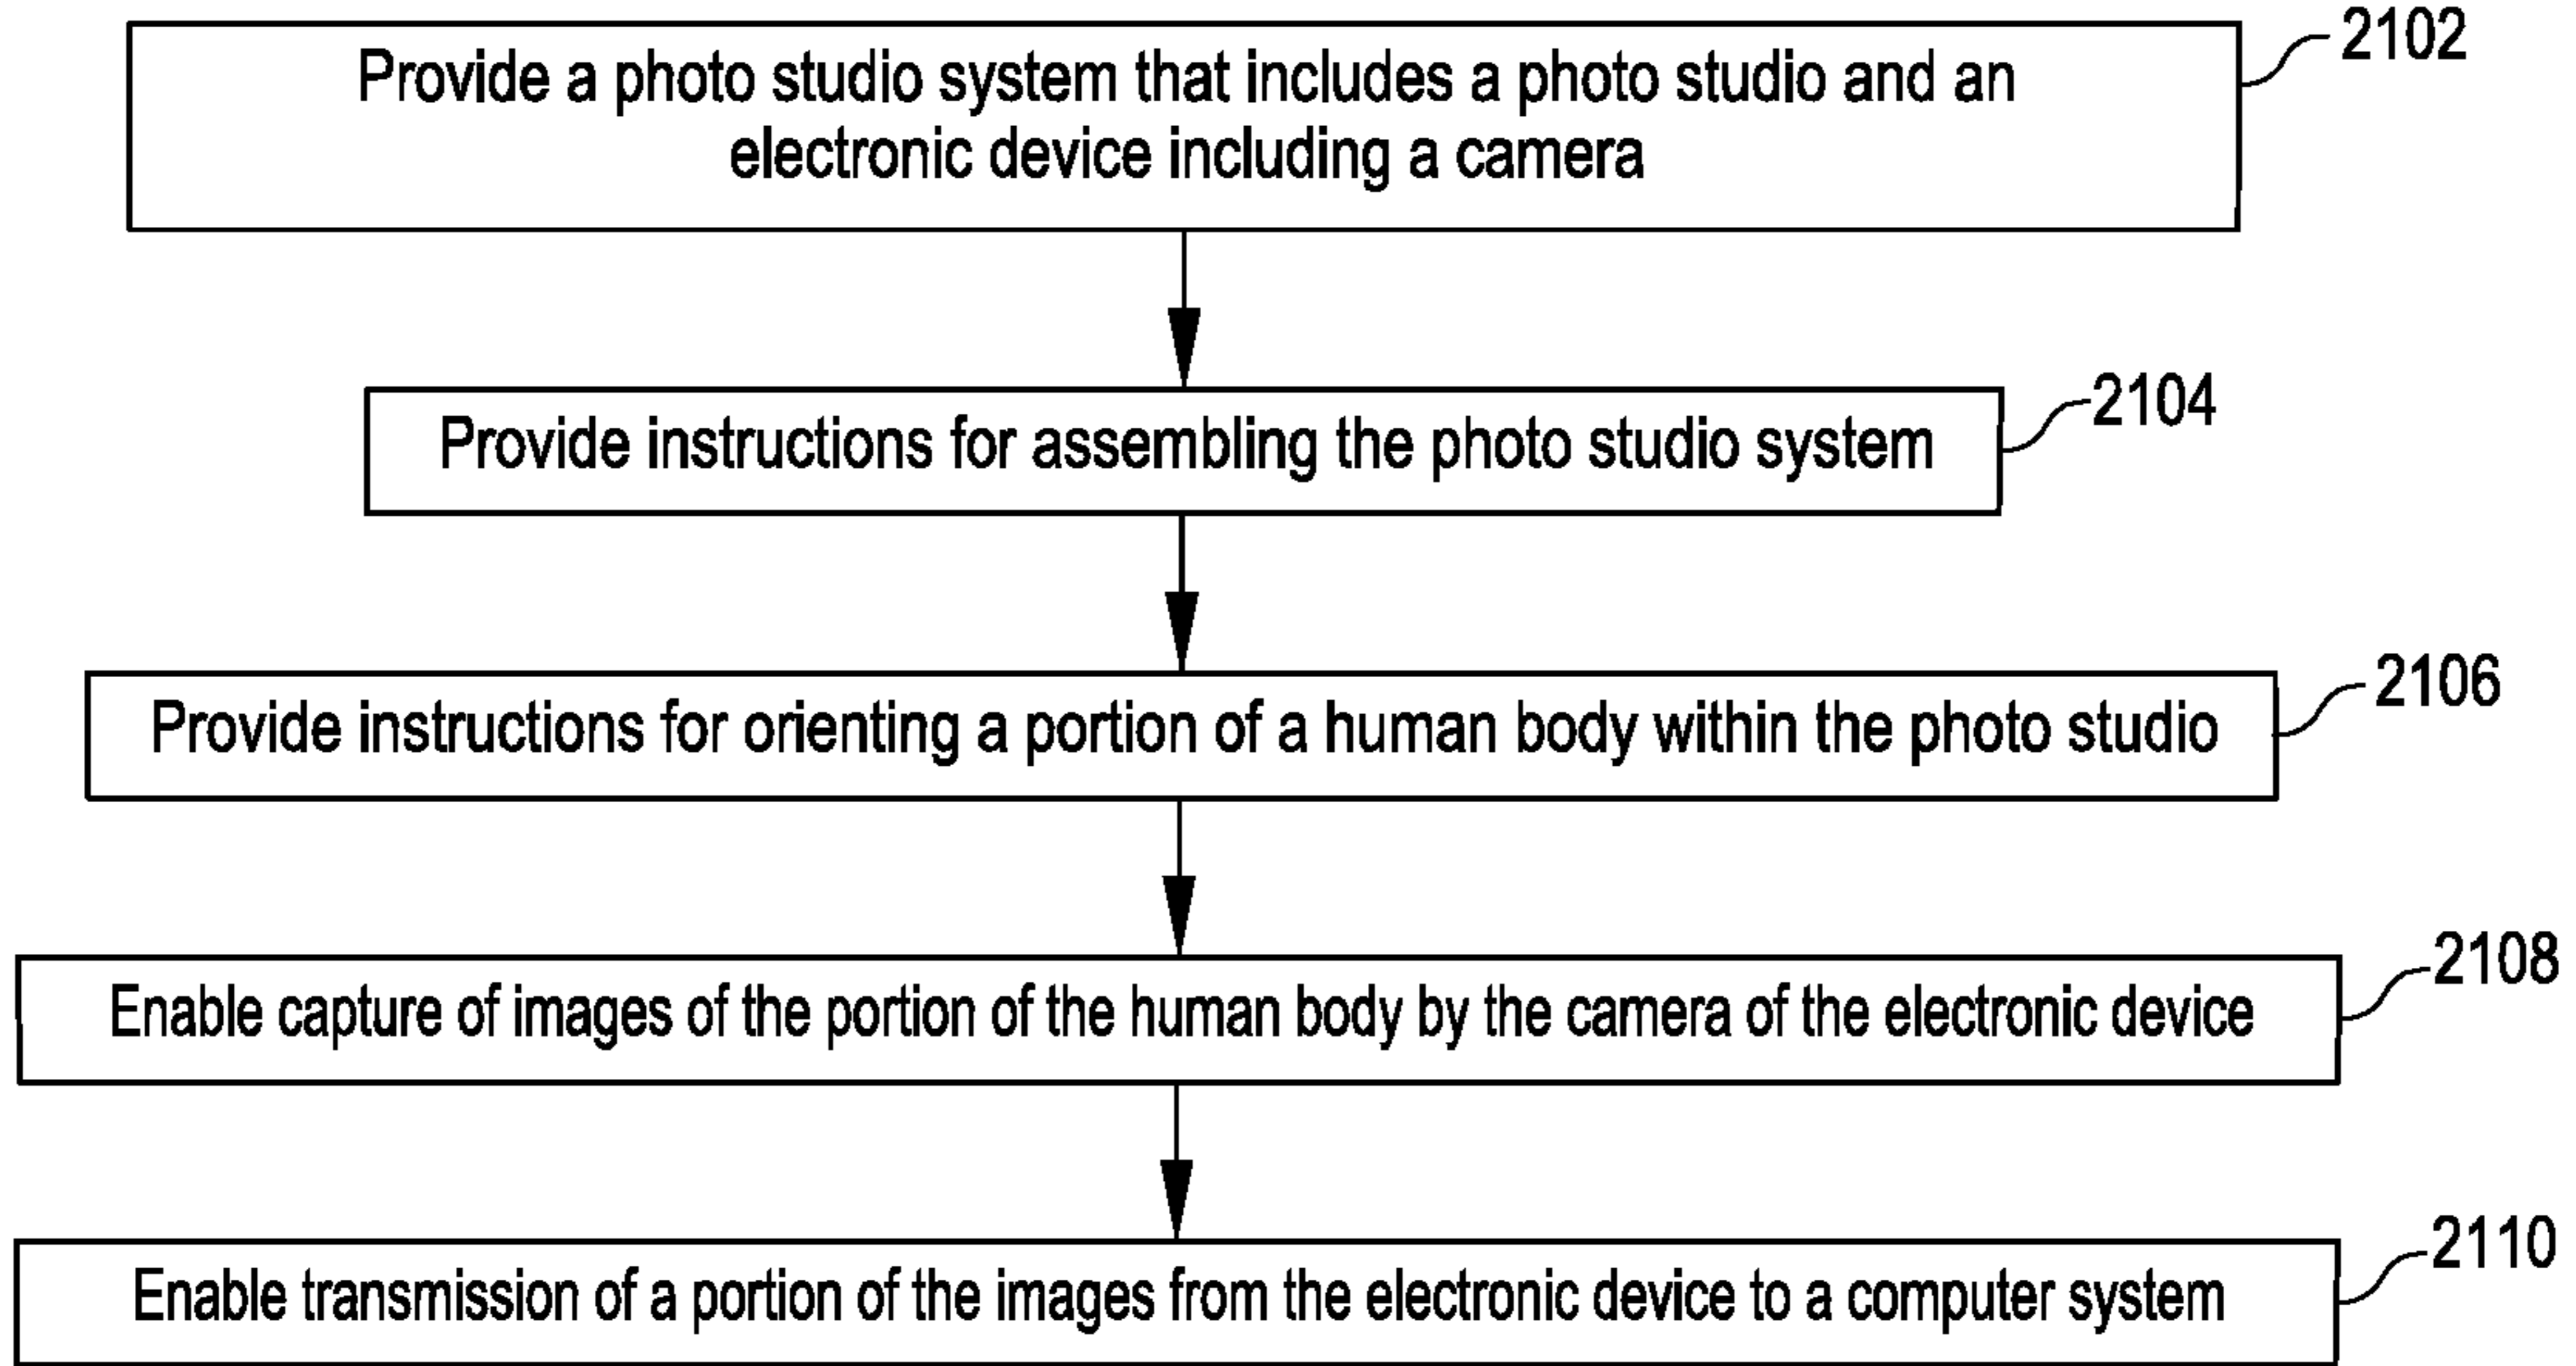 2102
Provide a photo studio system that includes a photo studio and an
electronic device including a camera
2104
Provide instructions for assembling the photo studio system
2106
Provide instructions for orienting a portion of a human body within the photo studio
2108
Enable capture of images of the portion of the human body by the camera of the electronic device
2110
Enable transmission of a portion of the images from the electronic device to a computer system